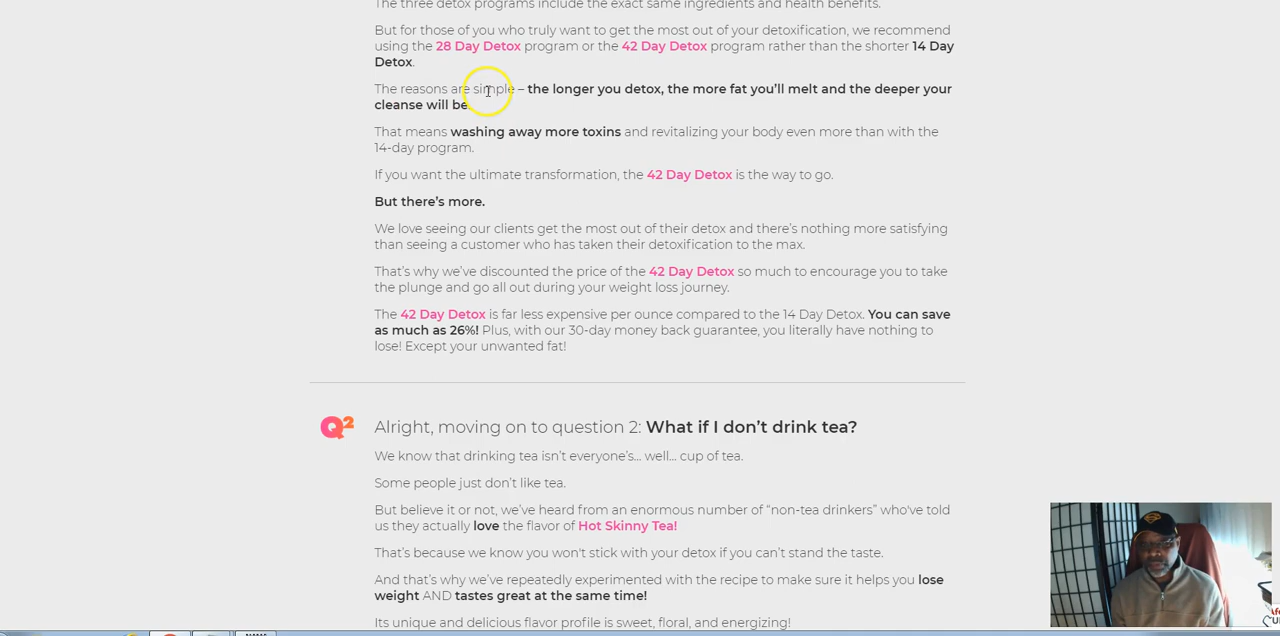 The three detox programs include the exact same ingredients and health benefits.
But for those of you who truly want to get the most out of your detoxification, we recommend
using the 28 Day Detox program or the 42 Day Detox program rather than the shorter 14 Day
Detox.
The reasons are simple – the longer you detox, the more fat you'll melt and the deeper your
cleanse will be.
That means washing away more toxins and revitalizing your body even more than with the
14-day program.
If you want the ultimate transformation, the 42 Day Detox is the way to go.
But there's more.
We love seeing our clients get the most out of their detox and there's nothing more satisfying
than seeing a customer who has taken their detoxification to the max.
That's why we've discounted the price of the 42 Day Detox so much to encourage you to take
the plunge and go all out during your weight loss journey.
The 42 Day Detox is far less expensive per ounce compared to the 14 Day Detox. You can save
as much as 26%! Plus, with our 30-day money back guarantee, you literally have nothing to
lose! Except your unwanted fat!
Q2 Alright, moving on to question 2: What if I don't drink tea?
We know that drinking tea isn't everyone's... well... cup of tea.
Some people just don't like tea.
But believe it or not, we've heard from an enormous number of "non-tea drinkers" who've told
us they actually love the flavor of Hot Skinny Tea!
That's because we know you won't stick with your detox if you can't stand the taste.
And that's why we've repeatedly experimented with the recipe to make sure it helps you lose
weight AND tastes great at the same time!
Its unique and delicious flavor profile is sweet, floral, and energizing!